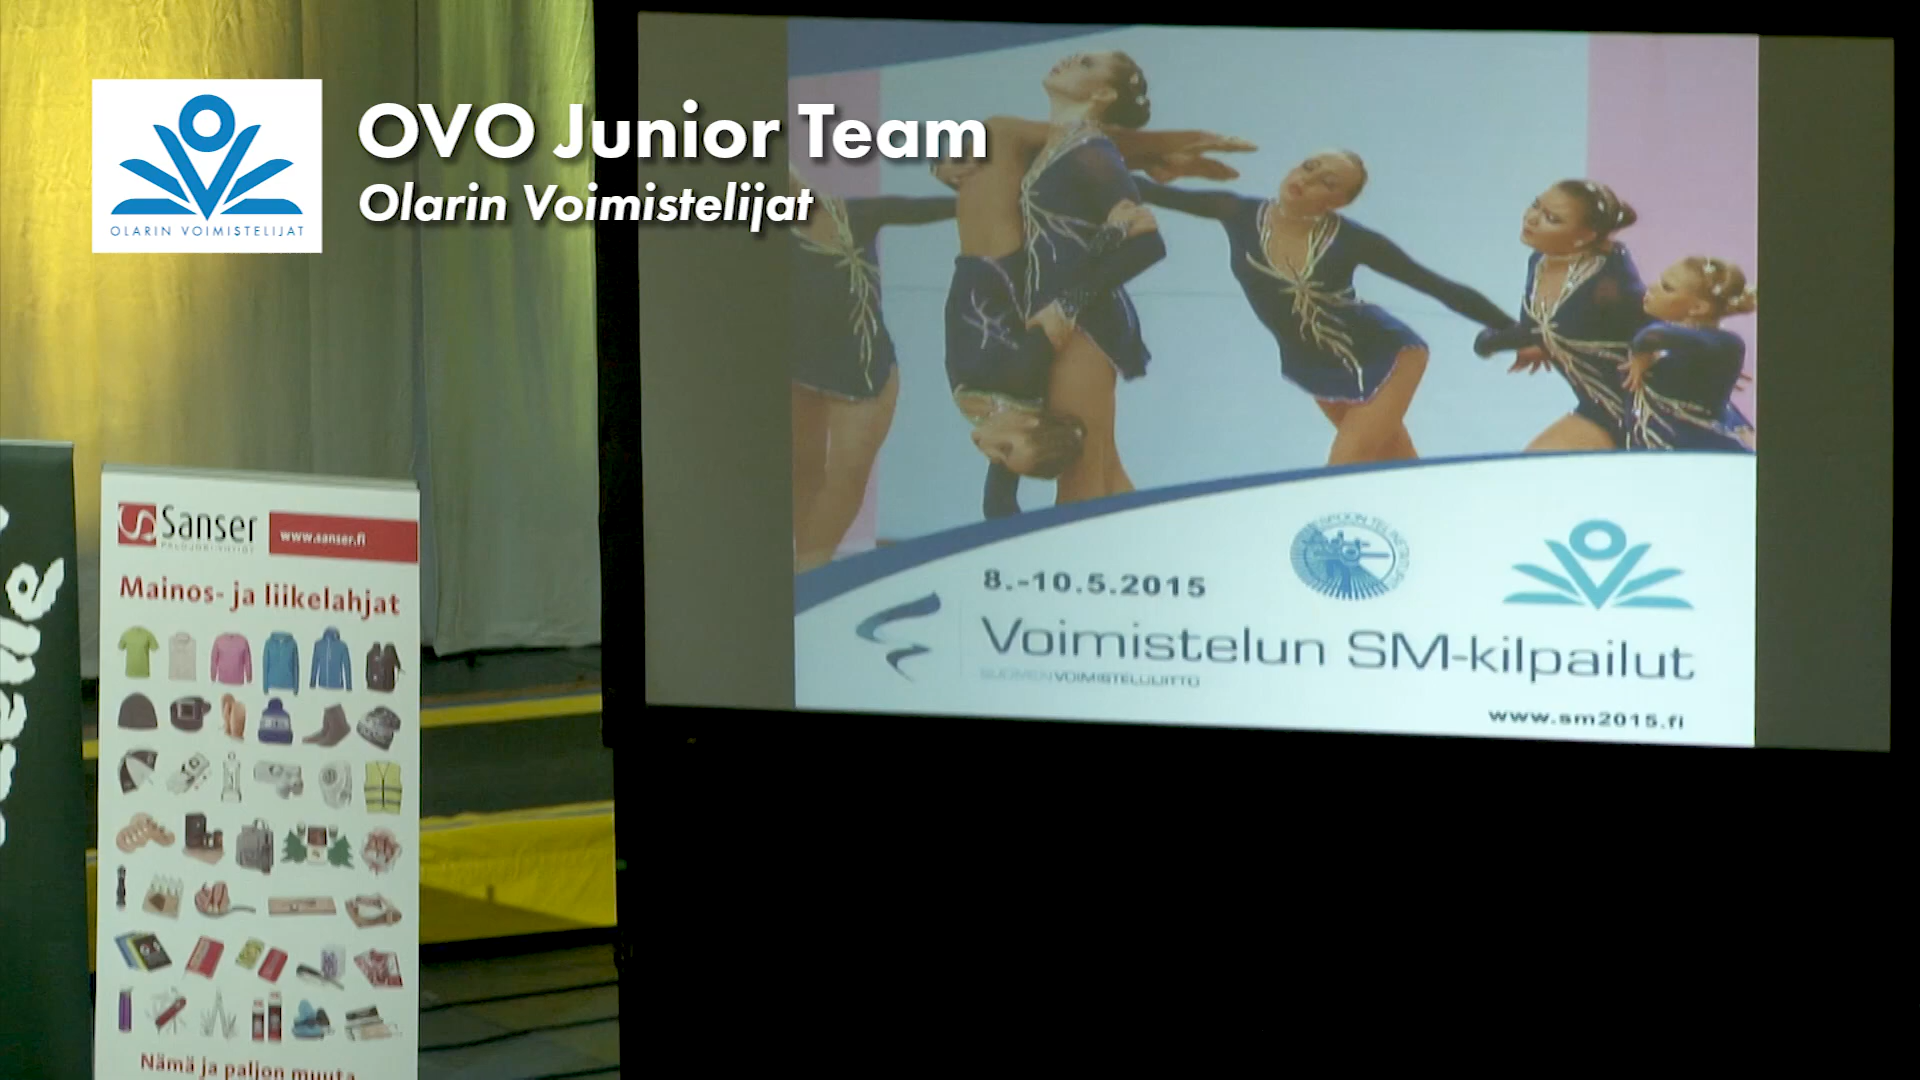 OVO Junior Team
Olarin Voimistelijat
OLARIN VOIMISTELIJAT
8.-10.5.2015
Voimistelun SM-kilpailut
SUOMEN VOIMISTELULIITTO
www.sm2015.fi
Sanser
www.sanser.fi
Mainos- ja liikelahjat
Nämä ja paljon muuta